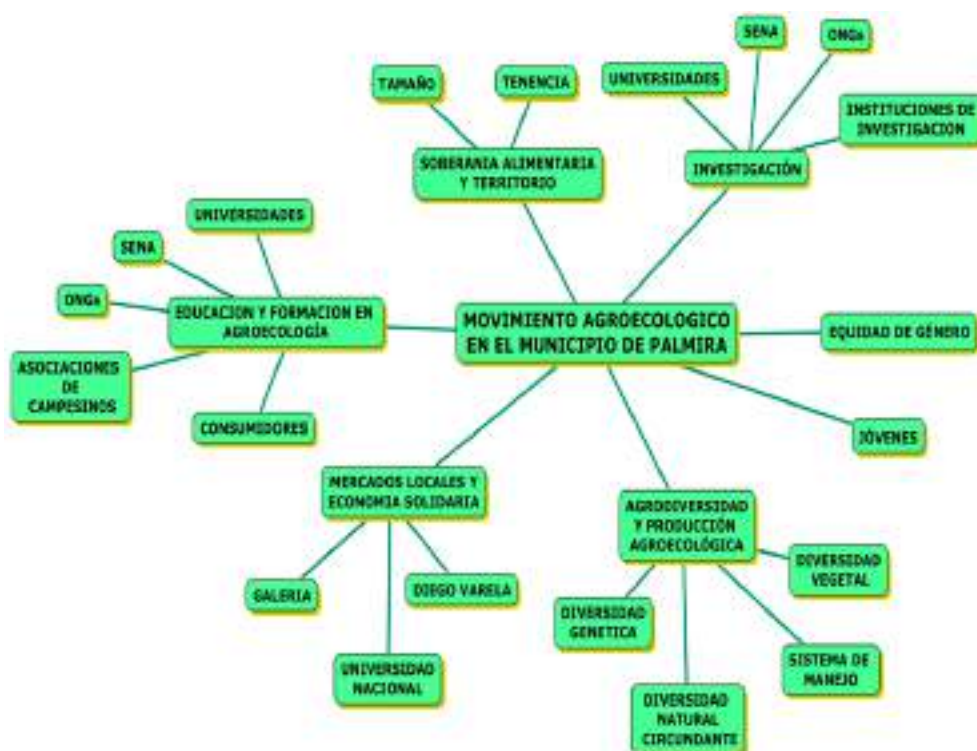 SENA
ONGs
TAMAÑO
TENENCIA
UNIVERSIDADES
INSTITUCIONES DE
INVESTIGACION
SOBERANIA ALIMENTARIA
Y TERRITORIO
INVESTIGACIÓN
UNIVERSIDADES
SENA
ONGs
EDUCACION Y FORMACION EN
AGROECOLOGÍA
MOVIMIENTO AGROECOLOGICO
EN EL MUNICIPIO DE PALMIRA
EQUIDAD DE GÉNERO
ASOCIACIONES
DE
CAMPESINOS
CONSUMIDORES
JÓVENES
MERCADOS LOCALES Y
ECONOMIA SOLIDARIA
AGRODIVERSIDAD
Y PRODUCCIÓN
AGROECOLÓGICA
GALERIA
DIEGO VARELA
DIVERSIDAD
VEGETAL
DIVERSIDAD
GENETICA
UNIVERSIDAD
NACIONAL
SISTEMA DE
MANEJO
DIVERSIDAD
NATURAL
CIRCUNDANTE